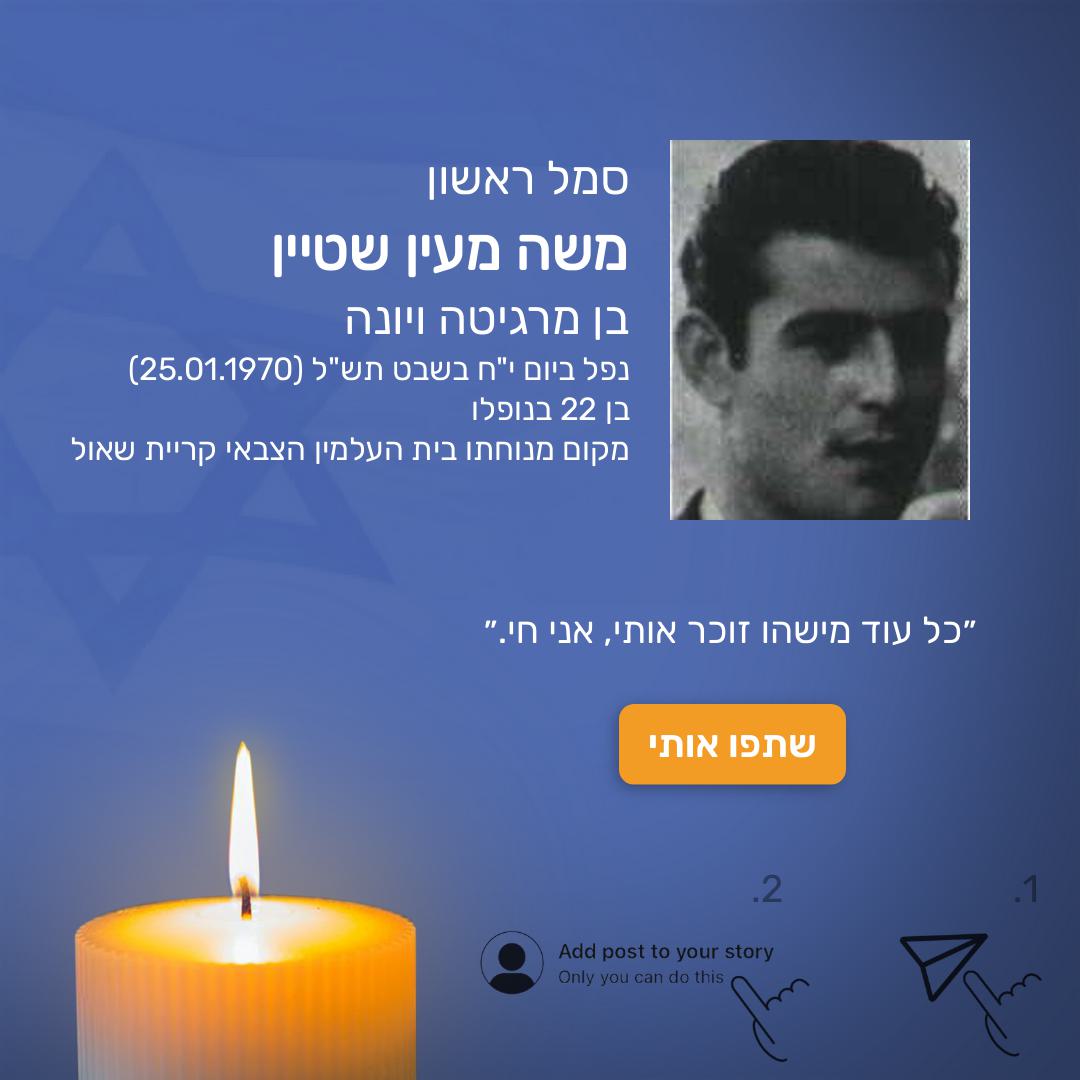 סמל ראשון
משה מעין שטיין
בן מרגיטה ויונה
נפל ביום י"ח בשבט תש"ל (25.01.1970)
בן 22 בנופלו
מקום מנוחתו בית העלמין הצבאי קריית שאול
״כל עוד מישהו זוכר אותי, אני חי.״
שתפו אותי
1.
2.
Add post to your story
Only you can do this